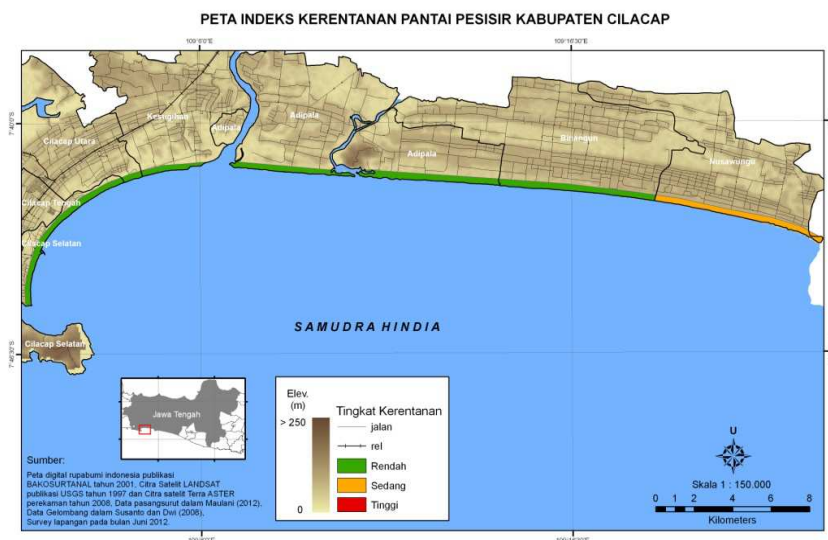 PETA INDEKS KERENTANAN PANTAI PESISIR KABUPATEN CILACAP
109°16'30"E
7°40'0"S
Cilacap Utara
Kesugihan
Adipala
Adipala
Adipala
Binangun
Nusawungu
Cilacap Tengah
Cilacap Selatan
SAMUDRA HINDIA
Cilacap Selatan
Jawa Tengah
Elev.
(m)
> 250
0
Tingkat Kerentanan
jalan
rel
Rendah
Sedang
Tinggi
Sumber:
Peta digital rupabumi indonesia publikasi
BAKOSURTANAL tahun 2001, Citra Satelit LANDSAT
publikasi USGS tahun 1997 dan Citra satelit Terra ASTER
perekaman tahun 2008, Data pasangsurut dalam Maulani (2012),
Data Gelombang dalam Susanto dan Dwi (2008),
Survey lapangan pada bulan Juni 2012.
U
Skala 1 : 150.000
0 1 2 4 6 8
Kilometers